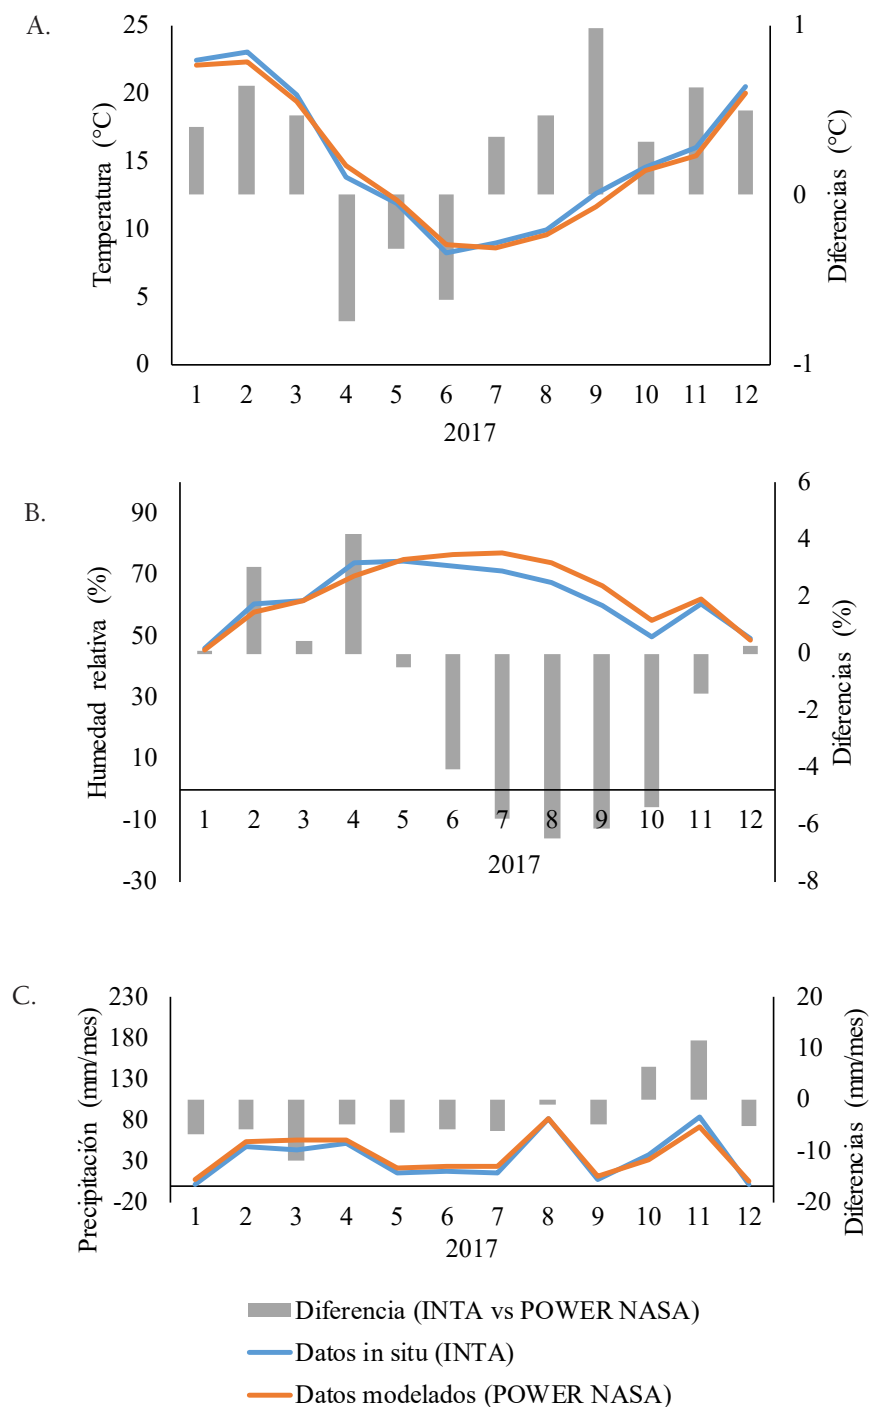 A.
Temperatura (°C)
25
20
15
10
5
0
1
0
-1
Diferencias (°C)
1 2 3 4 5 6 7 8 9 10 11 12
2017
B.
Humedad relativa (%)
90
70
50
30
10
-10
-30
6
4
2
0
-2
-4
-6
-8
Diferencias (%)
1 2 3 4 5 6 7 8 9 10 11 12
2017
C.
Precipitación (mm/mes)
230
180
130
80
30
-20
20
10
0
-10
-20
Diferencias (mm/mes)
1 2 3 4 5 6 7 8 9 10 11 12
2017
Diferencia (INTA vs POWER NASA)
Datos in situ (INTA)
Datos modelados (POWER NASA)